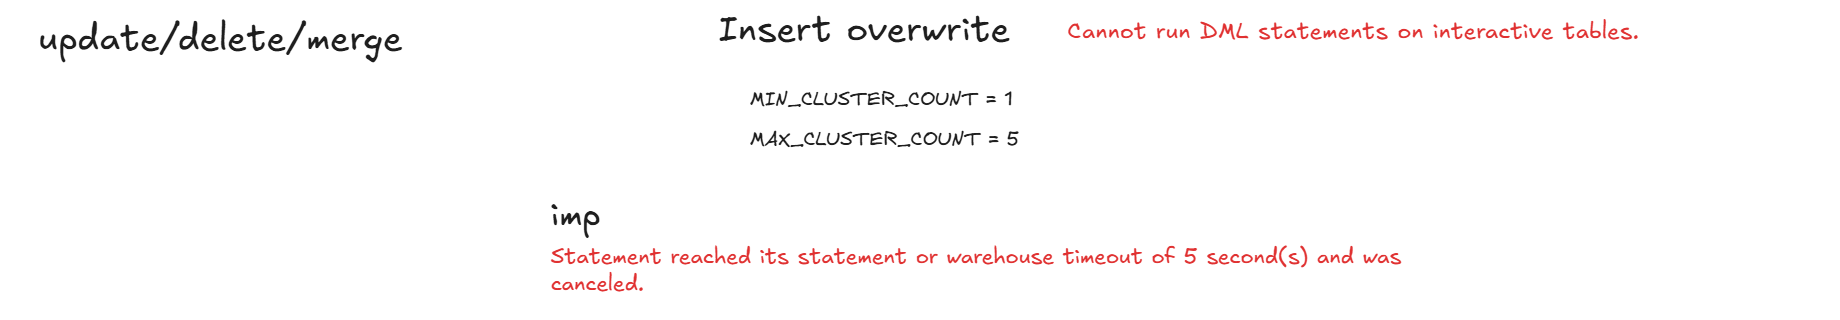 update/delete/merge
Insert overwrite
Cannot run DML statements on interactive tables.
MIN_CLUSTER_COUNT = 1
MAX_CLUSTER_COUNT = 5
imp
Statement reached its statement or warehouse timeout of 5 second(s) and was
canceled.